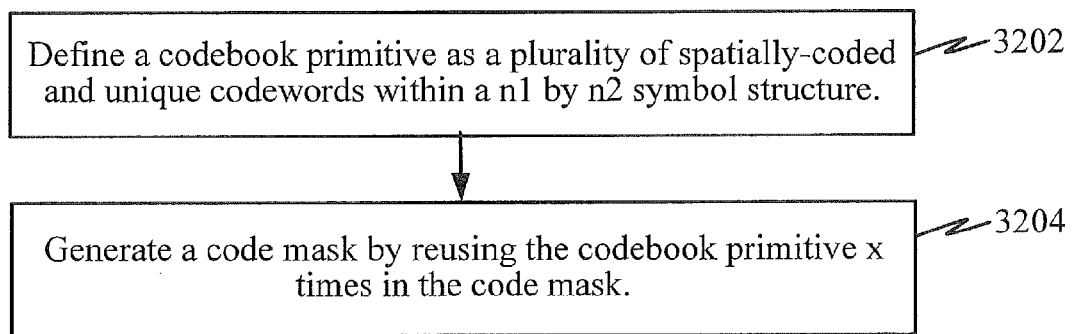 Define a codebook primitive as a plurality of spatially-coded
and unique codewords within a n1 by n2 symbol structure.
3202
Generate a code mask by reusing the codebook primitive x
times in the code mask.
3204